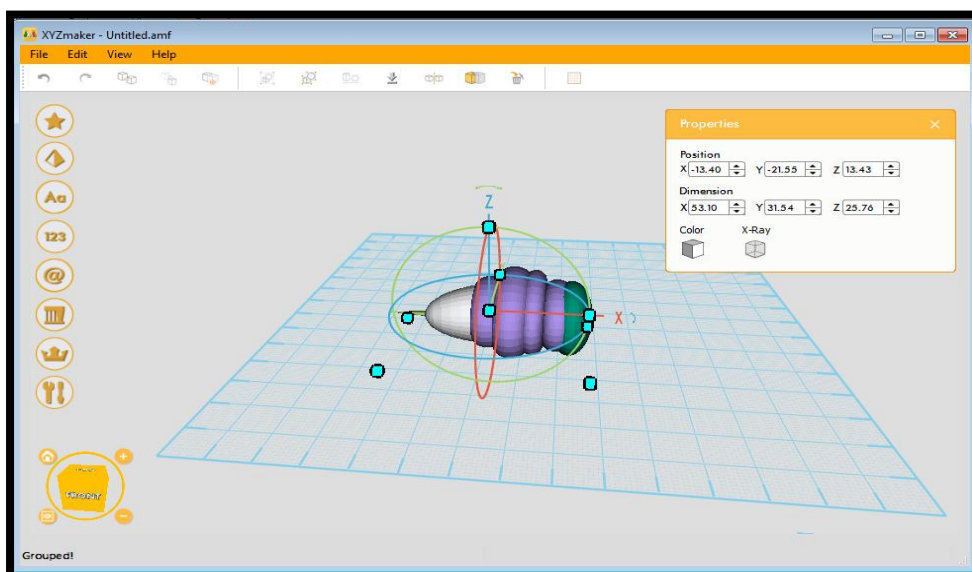 XYZmaker - Untitled.amf
File Edit View Help
Properties
Position
X -13.40 Y -21.55 Z 13.43
Dimension
X 53.10 Y 31.54 Z 25.76
Color X-Ray
Aa
123
@
Z
X
FRONT
Grouped!